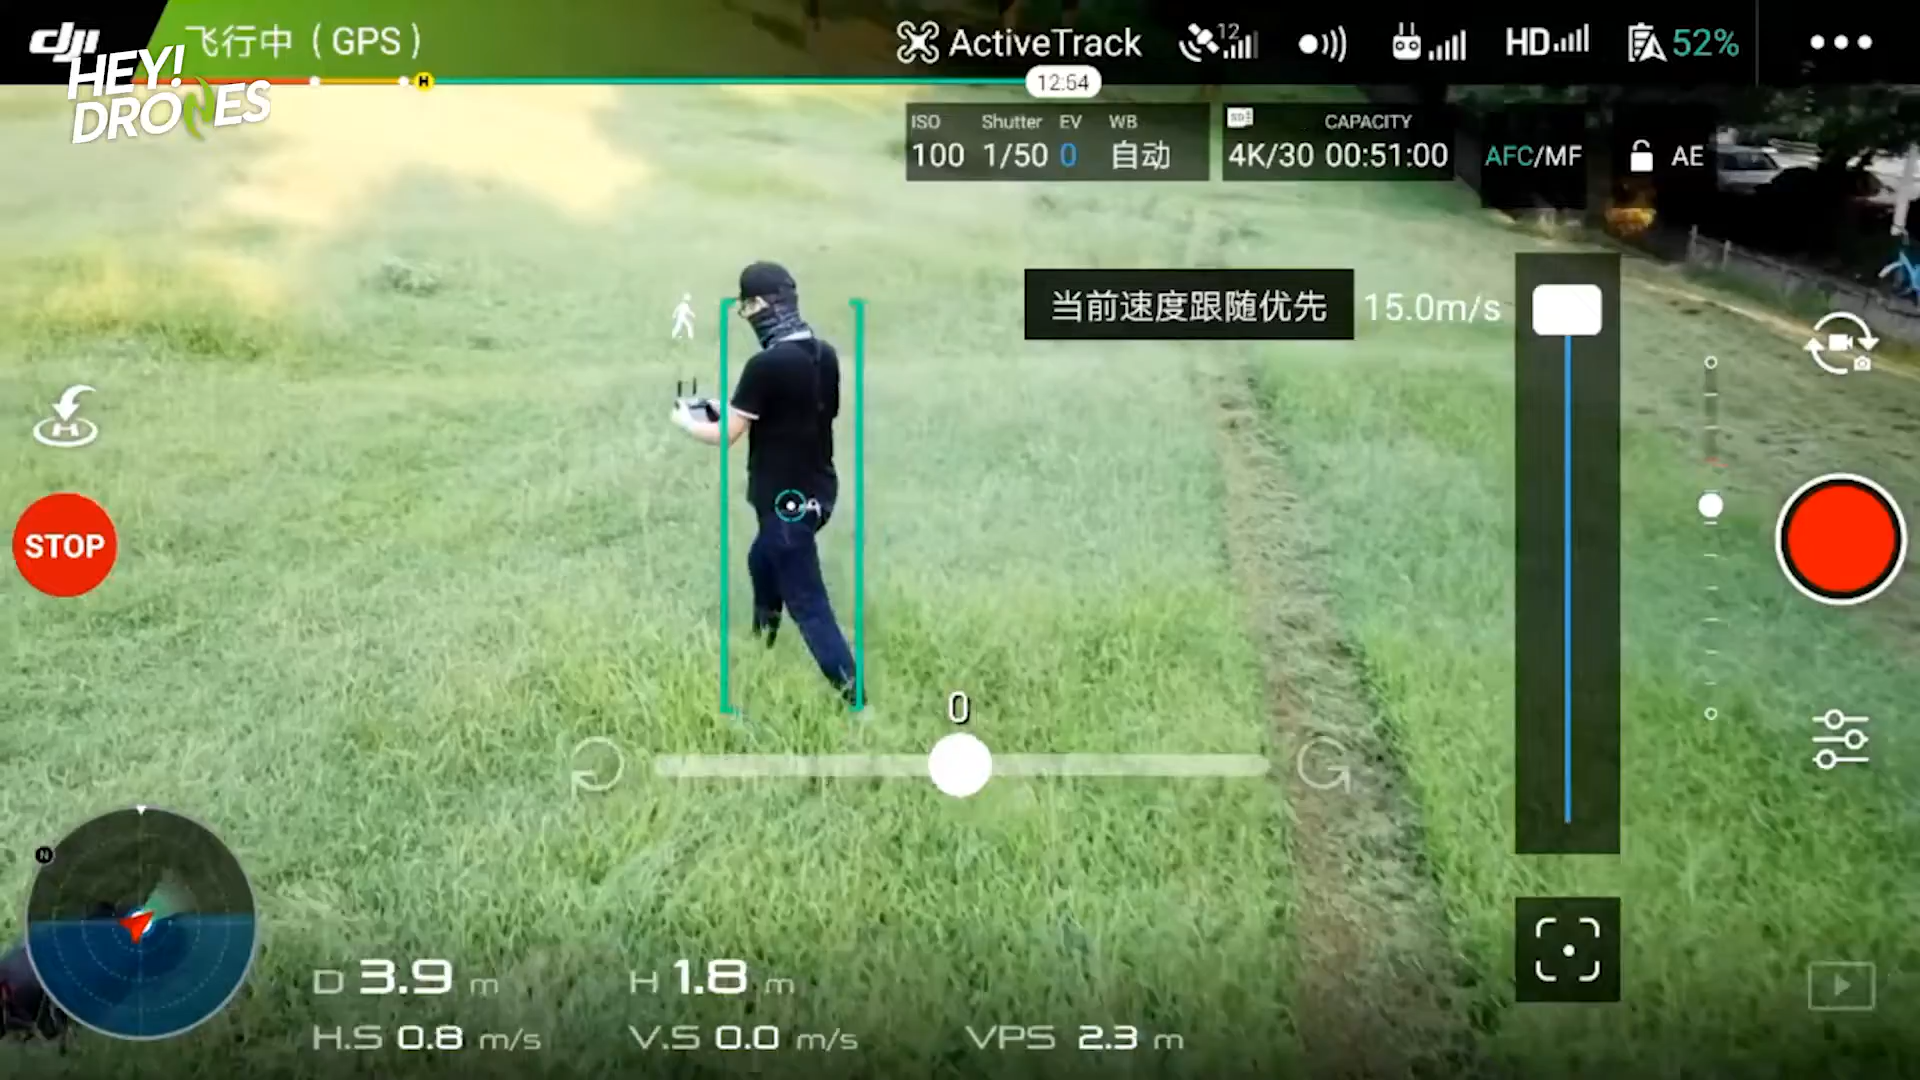 dji
飞行中 (GPS)
ActiveTrack
12
HD
52%
HEY!
DRONES
H
12:54
ISO Shutter EV WB
100 1/50 0 自动
CAPACITY
4K/30 00:51:00
AFC/MF
AE
当前速度跟随优先
15.0m/s
STOP
0
N
D 3.9 m
H 1.8 m
H.S 0.8 m/s
V.S 0.0 m/s
VPS 2.3 m